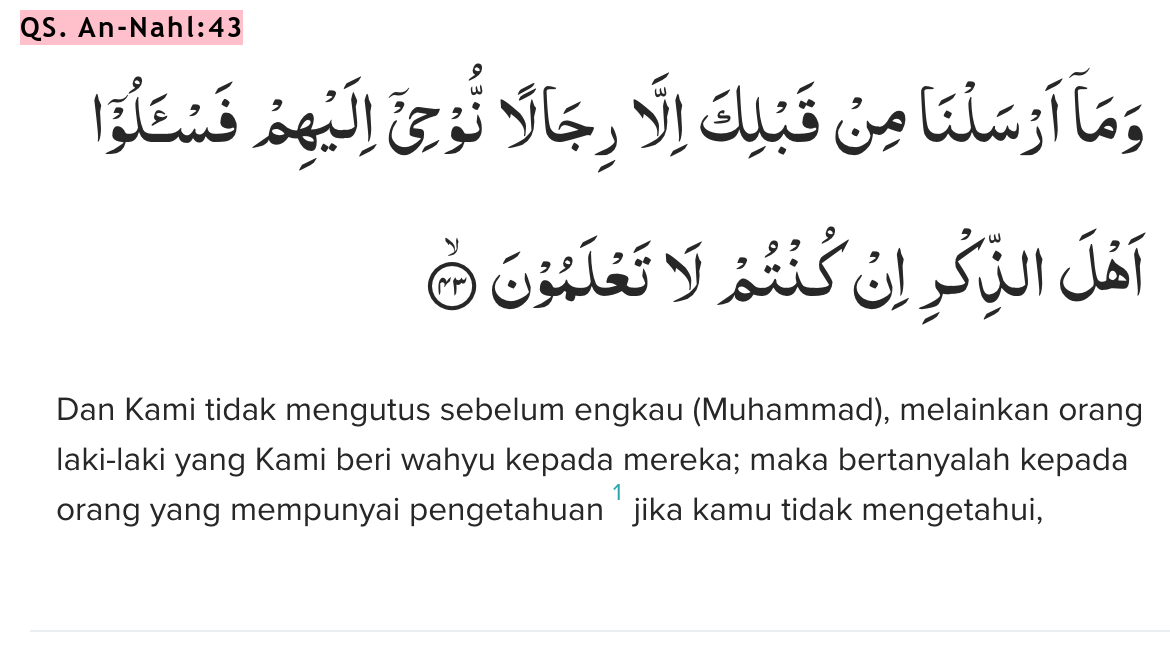 QS. An-Nahl:43
وَمَآ اَرْسَلْنَا مِنْ قَبْلِكَ اِلَّا رِجَالًا نُّوْحِيْٓ اِلَيْهِمْ فَسْـَٔلُوْٓا
اَهْلَ الذِّكْرِ اِنْ كُنْتُمْ لَا تَعْلَمُوْنَۙ ۴۳
Dan Kami tidak mengutus sebelum engkau (Muhammad), melainkan orang
laki-laki yang Kami beri wahyu kepada mereka; maka bertanyalah kepada
orang yang mempunyai pengetahuan 1 jika kamu tidak mengetahui,